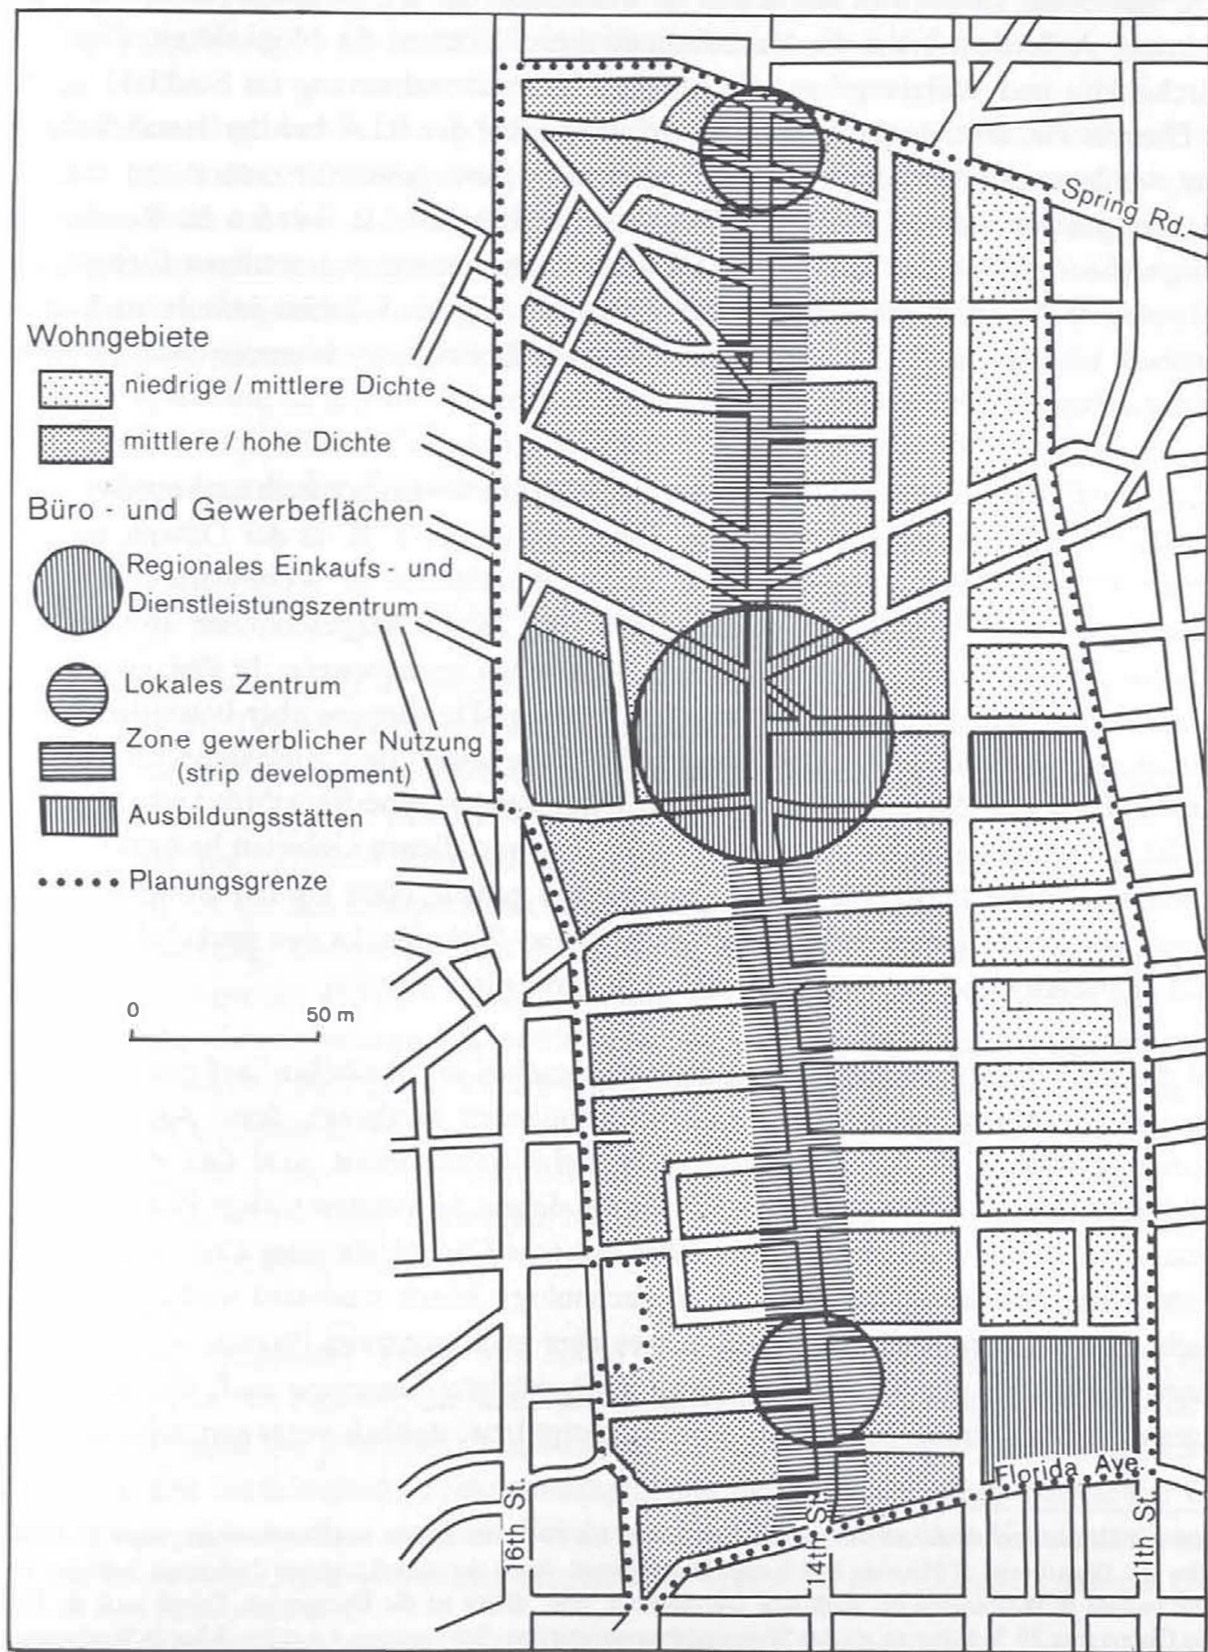 Spring Rd.
Wohngebiete
niedrige / mittlere Dichte
mittlere / hohe Dichte
Büro - und Gewerbeflächen
Regionales Einkaufs - und
Dienstleistungszentrum
Lokales Zentrum
Zone gewerblicher Nutzung
(strip development)
Ausbildungsstätten
Planungsgrenze
0 50 m
Florida Ave.
16th St.
14th St.
11th St.